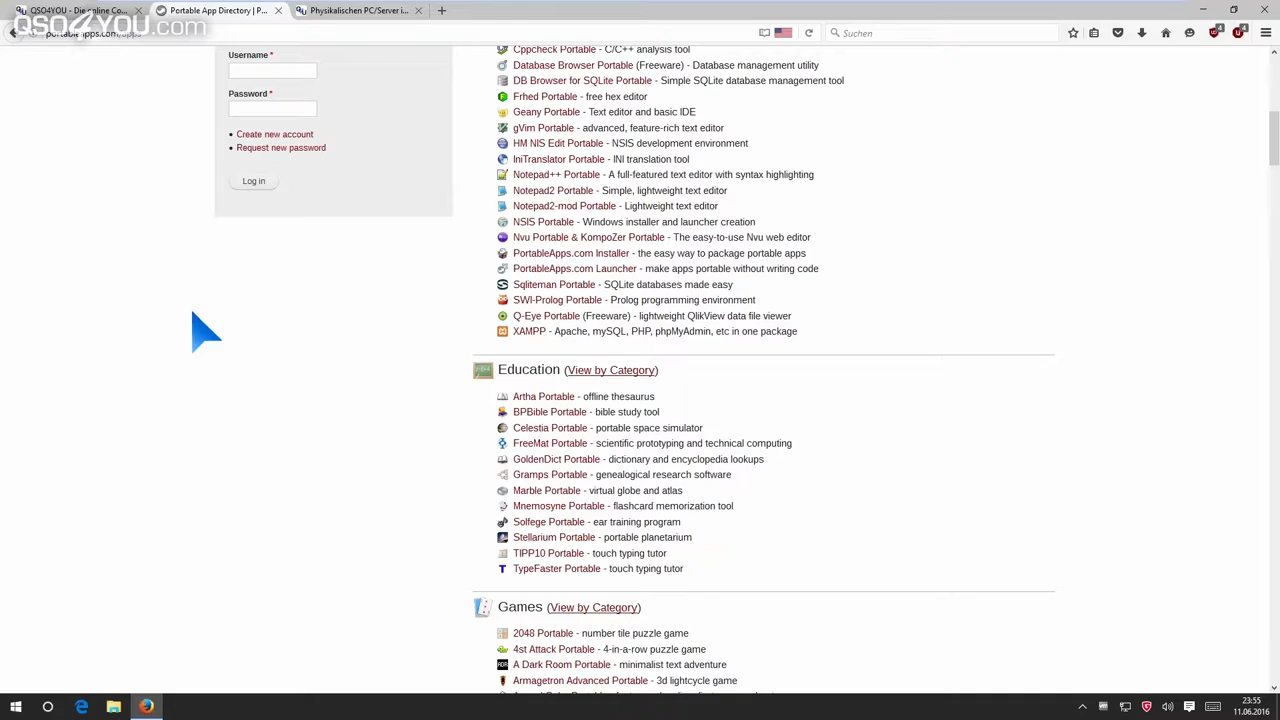 Die online Comic/C...
Portable App Directory | P...
Physikalischen PC/Server i...
QSO4YOU.com
portableapps.com/apps
Suchen
4
4
Username *
Password *
Create new account
Request new password
Log in
Cppcheck Portable - C/C++ analysis tool
Database Browser Portable (Freeware) - Database management utility
DB Browser for SQLite Portable - Simple SQLite database management tool
Frhed Portable - free hex editor
Geany Portable - Text editor and basic IDE
gVim Portable - advanced, feature-rich text editor
HM NIS Edit Portable - NSIS development environment
IniTranslator Portable - INI translation tool
Notepad++ Portable - A full-featured text editor with syntax highlighting
Notepad2 Portable - Simple, lightweight text editor
Notepad2-mod Portable - Lightweight text editor
NSIS Portable - Windows installer and launcher creation
Nvu Portable & KompoZer Portable - The easy-to-use Nvu web editor
PortableApps.com Installer - the easy way to package portable apps
PortableApps.com Launcher - make apps portable without writing code
Sqliteman Portable - SQLite databases made easy
SWI-Prolog Portable - Prolog programming environment
Q-Eye Portable (Freeware) - lightweight QlikView data file viewer
XAMPP - Apache, mySQL, PHP, phpMyAdmin, etc in one package
Education (View by Category)
Artha Portable - offline thesaurus
BPBible Portable - bible study tool
Celestia Portable - portable space simulator
FreeMat Portable - scientific prototyping and technical computing
GoldenDict Portable - dictionary and encyclopedia lookups
Gramps Portable - genealogical research software
Marble Portable - virtual globe and atlas
Mnemosyne Portable - flashcard memorization tool
Solfege Portable - ear training program
Stellarium Portable - portable planetarium
TIPP10 Portable - touch typing tutor
TypeFaster Portable - touch typing tutor
Games (View by Category)
2048 Portable - number tile puzzle game
4st Attack Portable - 4-in-a-row puzzle game
A Dark Room Portable - minimalist text adventure
Armagetron Advanced Portable - 3d lightcycle game
23:55
11.06.2016